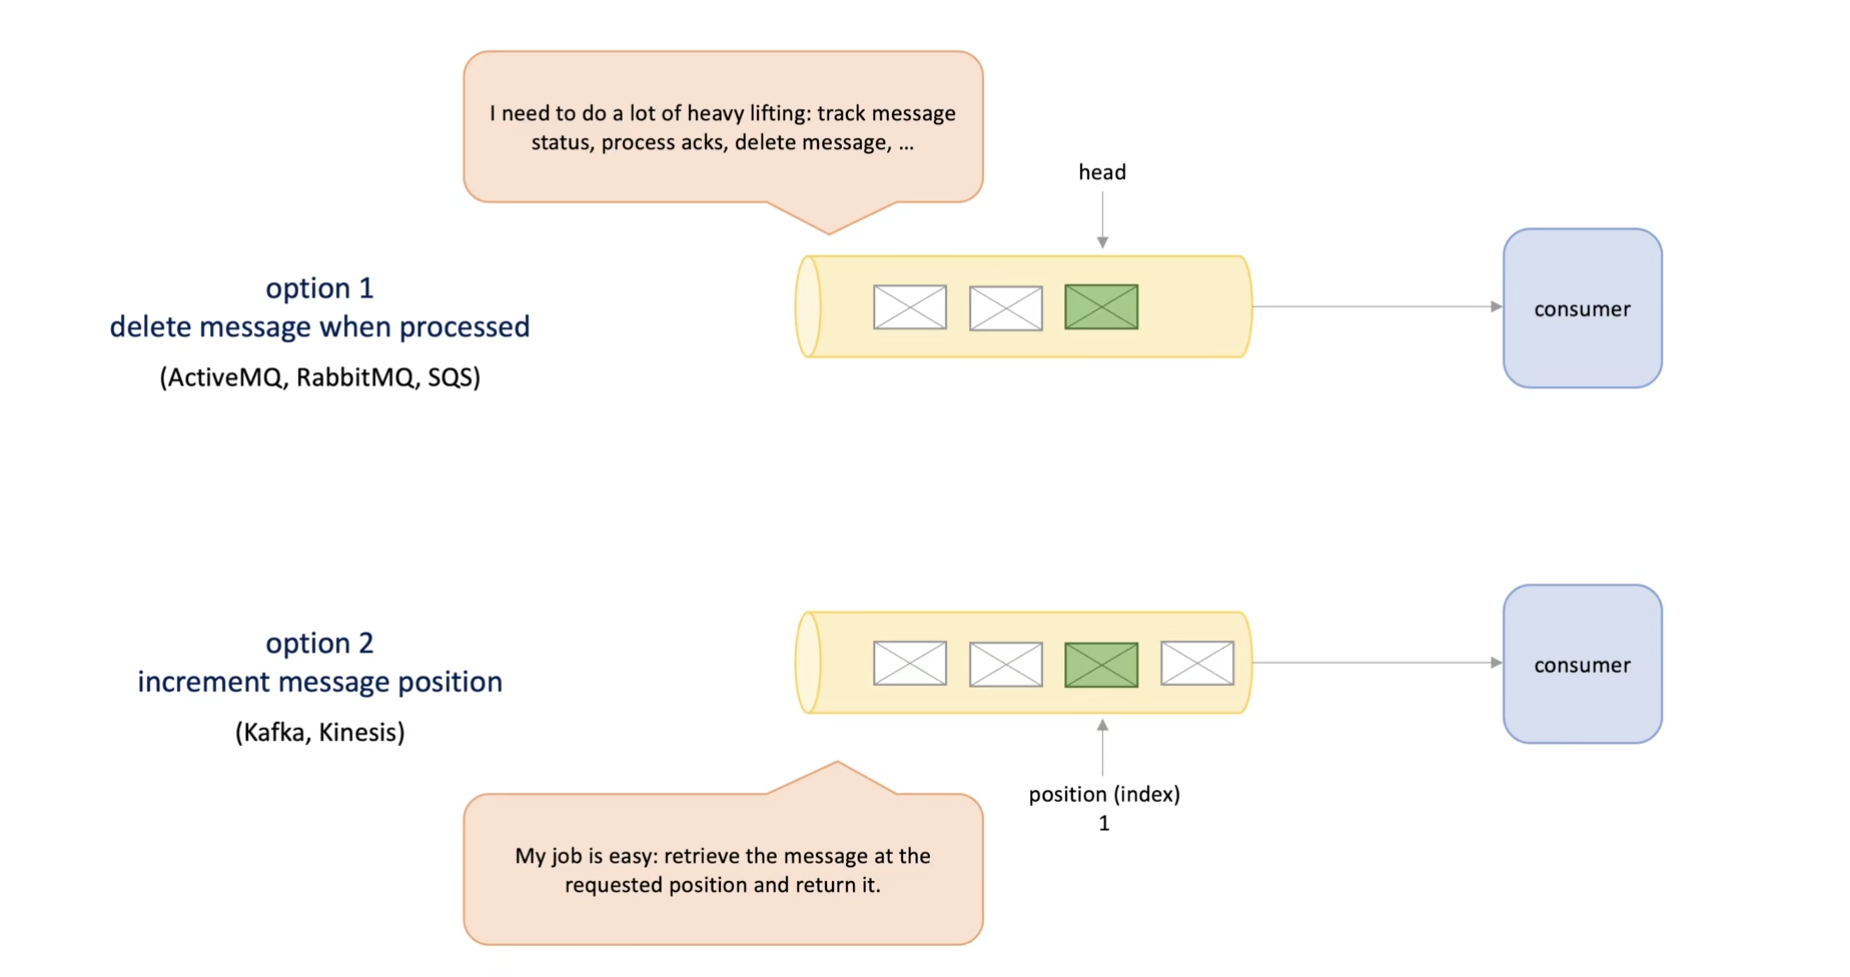 I need to do a lot of heavy lifting: track message
status, process acks, delete message, ...
head
option 1
delete message when processed
(ActiveMQ, RabbitMQ, SQS)
consumer
option 2
increment message position
(Kafka, Kinesis)
consumer
position (index)
1
My job is easy: retrieve the message at the
requested position and return it.